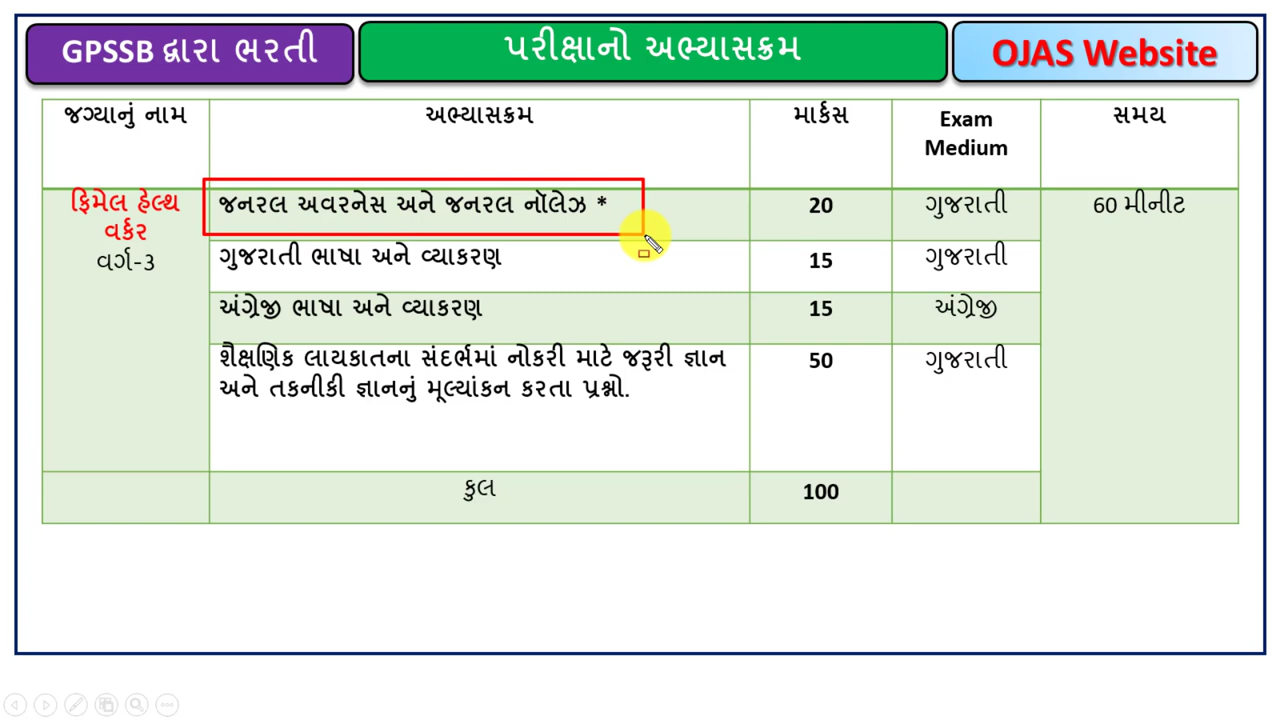 GPSSB દ્વારા ભરતી
પરીક્ષાનો અભ્યાસક્રમ
OJAS Website
જગ્યાનું નામ
અભ્યાસક્રમ
માર્કસ
Exam
Medium
સમય
ફિમેલ હેલ્થ
વર્કર
વર્ગ-3
જનરલ અવરનેસ અને જનરલ નૉલેઝ *
20
ગુજરાતી
60 મીનીટ
ગુજરાતી ભાષા અને વ્યાકરણ
15
ગુજરાતી
અંગ્રેજી ભાષા અને વ્યાકરણ
15
અંગ્રેજી
શૈક્ષણિક લાયકાતના સંદર્ભમાં નોકરી માટે જરૂરી જ્ઞાન
અને તકનીકી જ્ઞાનનું મૂલ્યાંકન કરતા પ્રશ્નો.
50
ગુજરાતી
કુલ
100